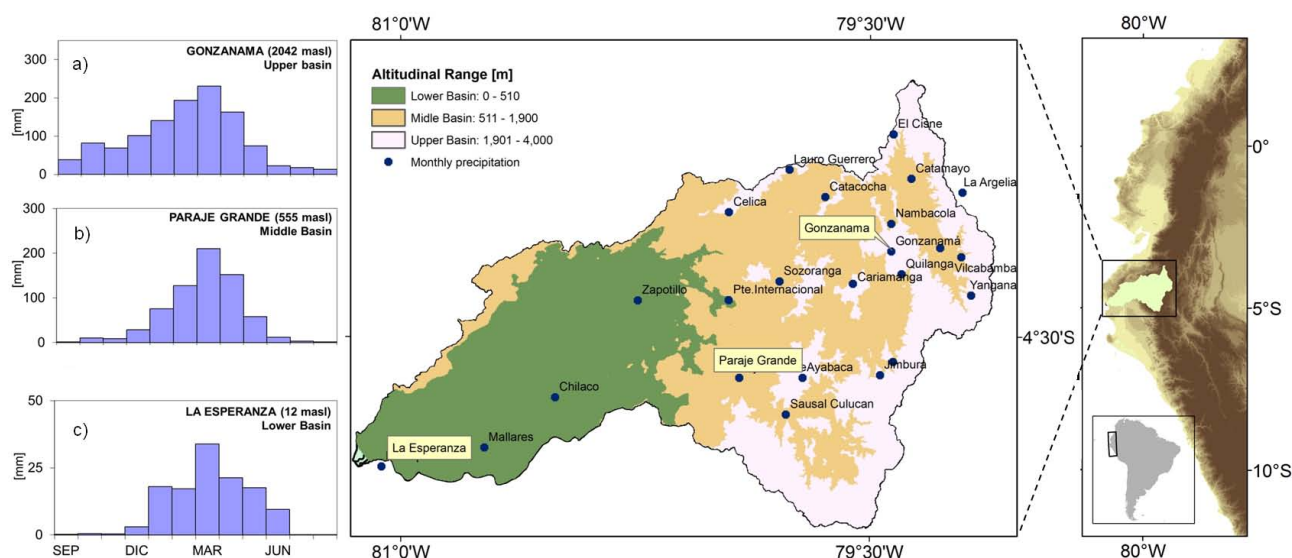 81°0'W
79°30'W
80°W
a)
GONZANAMA (2042 masl)
Upper basin
[mm]
300
200
100
0
b)
PARAJE GRANDE (555 masl)
Middle Basin
[mm]
300
200
100
0
c)
LA ESPERANZA (12 masl)
Lower Basin
[mm]
50
25
0
SEP DIC MAR JUN
Altitudinal Range [m]
Lower Basin: 0 - 510
Midle Basin: 511 - 1,900
Upper Basin: 1,901 - 4,000
Monthly precipitation
El Cisne
Lauro Guerrero
Catamayo
Catacocha
La Argelia
Celica
Nambacola
Gonzanama
Gonzanamá
Quilanga
Vilcabamba
Sozoranga
Cariamanga
Yangana
Zapotillo
Pte.Internacional
Paraje Grande
eAyabaca
Jimbura
Chilaco
Sausal Culucan
Mallares
La Esperanza
4°30'S
0°
5°S
10°S
81°0'W
79°30'W
80°W